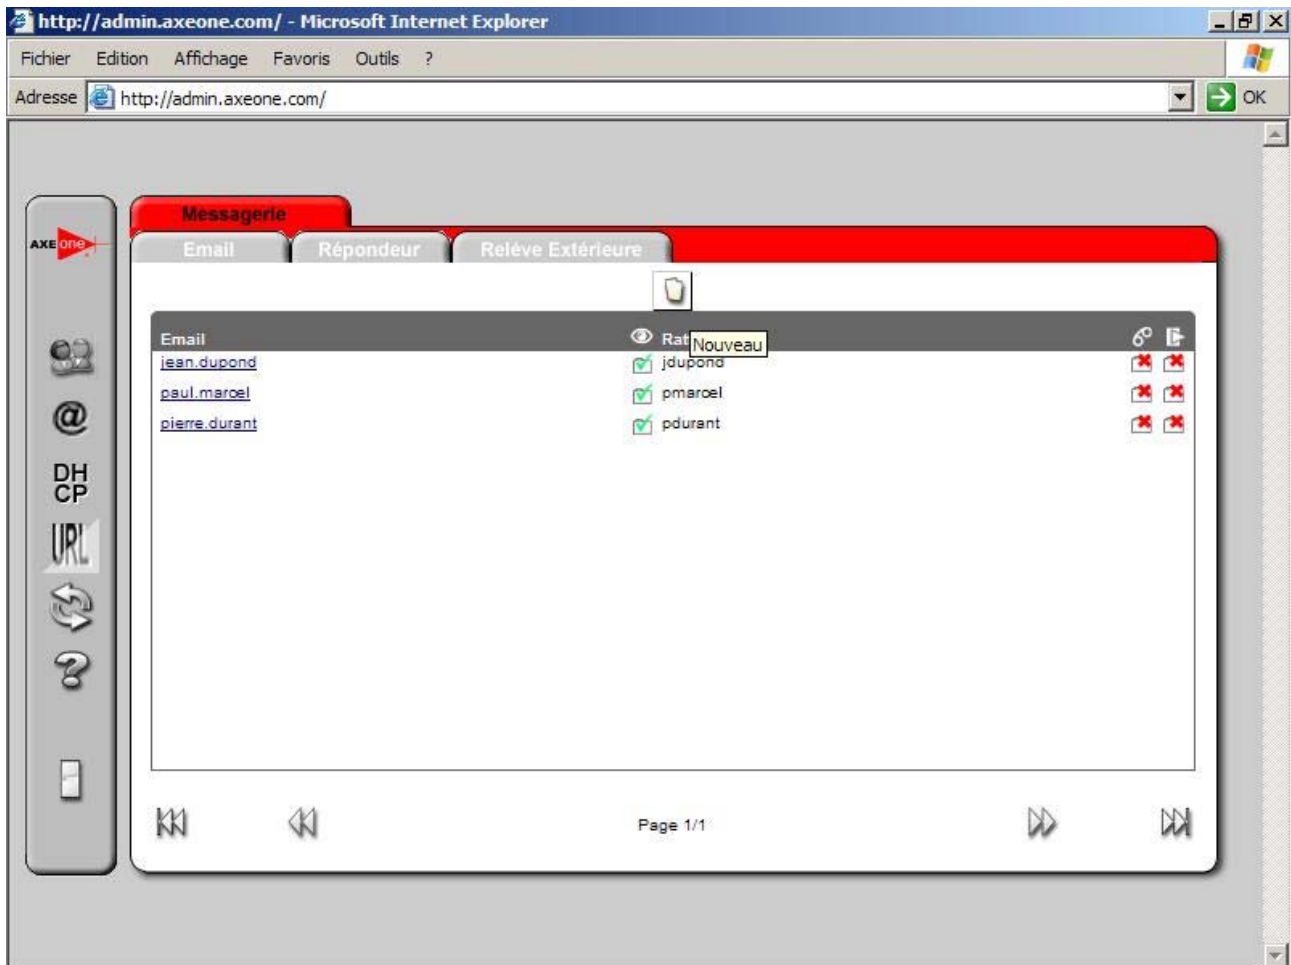 http://admin.axeone.com/ - Microsoft Internet Explorer
Fichier Edition Affichage Favoris Outils ?
Adresse http://admin.axeone.com/ OK
Messagerie
AXE one
Email Répondeur Reléve Extérieure
Email Rat
Nouveau
jean.dupond jdupond
paul.marcel pmarcel
pierre.durant pdurant
@
DH
CP
URL
?
Page 1/1